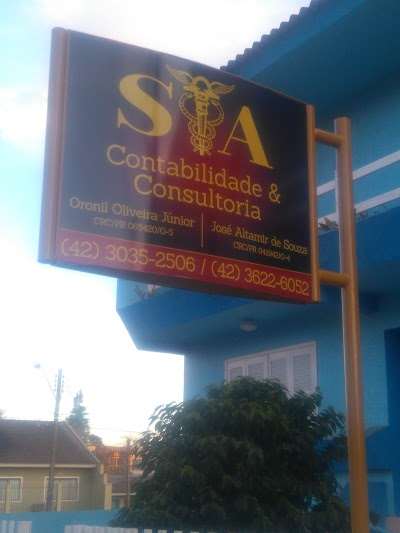 S A
Contabilidade &
Consultoria
Oronil Oliveira Júnior
José Altamir de Souza
(42) 3035-2506 / (42) 3622-6052